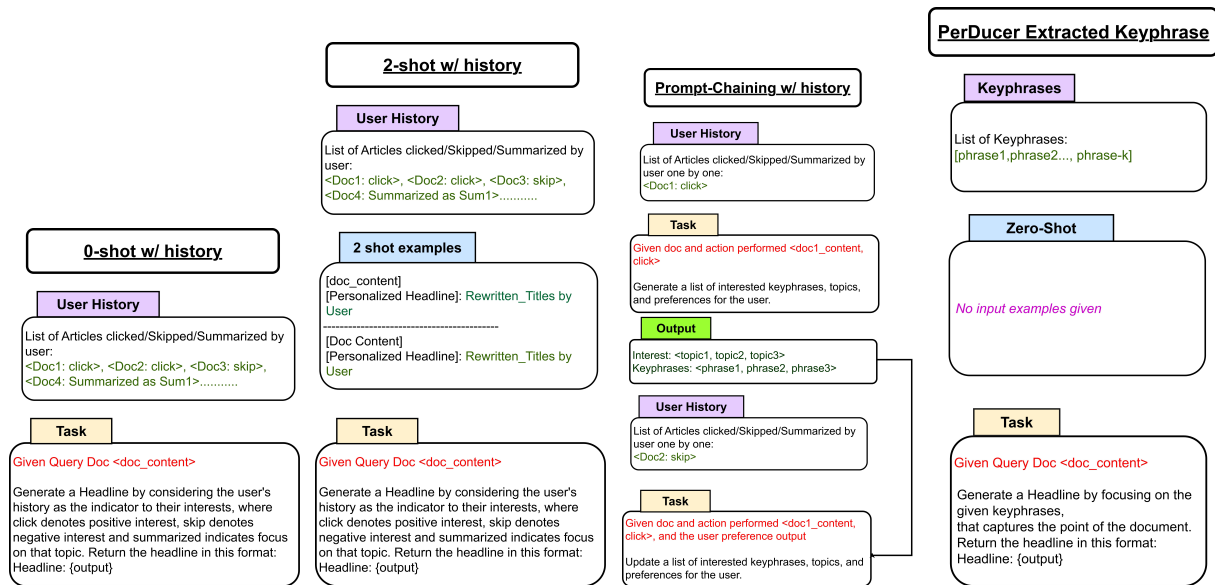 0-shot w/ history
User History
List of Articles clicked/Skipped/Summarized by
user:
<Doc1: click>, <Doc2: click>, <Doc3: skip>,
<Doc4: Summarized as Sum1>...........
Task
Given Query Doc <doc_content>
Generate a Headline by considering the user's
history as the indicator to their interests, where
click denotes positive interest, skip denotes
negative interest and summarized indicates focus
on that topic. Return the headline in this format:
Headline: {output}
2-shot w/ history
User History
List of Articles clicked/Skipped/Summarized by
user:
<Doc1: click>, <Doc2: click>, <Doc3: skip>,
<Doc4: Summarized as Sum1>...........
2 shot examples
[doc_content]
[Personalized Headline]: Rewritten_Titles by
User
------------------------------------------
[Doc Content]
[Personalized Headline]: Rewritten_Titles by
User
Task
Given Query Doc <doc_content>
Generate a Headline by considering the user's
history as the indicator to their interests, where
click denotes positive interest, skip denotes
negative interest and summarized indicates focus
on that topic. Return the headline in this format:
Headline: {output}
Prompt-Chaining w/ history
User History
List of Articles clicked/Skipped/Summarized by
user one by one:
<Doc1: click>
Task
Given doc and action performed <doc1_content,
click>
Generate a list of interested keyphrases, topics,
and preferences for the user.
Output
Interest: <topic1, topic2, topic3>
Keyphrases: <phrase1, phrase2, phrase3>
User History
List of Articles clicked/Skipped/Summarized by
user one by one:
<Doc2: skip>
Task
Given doc and action performed <doc1_content,
click>, and the user preference output
Update a list of interested keyphrases, topics, and
preferences for the user.
PerDucer Extracted Keyphrase
Keyphrases
List of Keyphrases:
[phrase1,phrase2..., phrase-k]
Zero-Shot
No input examples given
Task
Given Query Doc <doc_content>
Generate a Headline by focusing on the
given keyphrases,
that captures the point of the document.
Return the headline in this format:
Headline: {output}